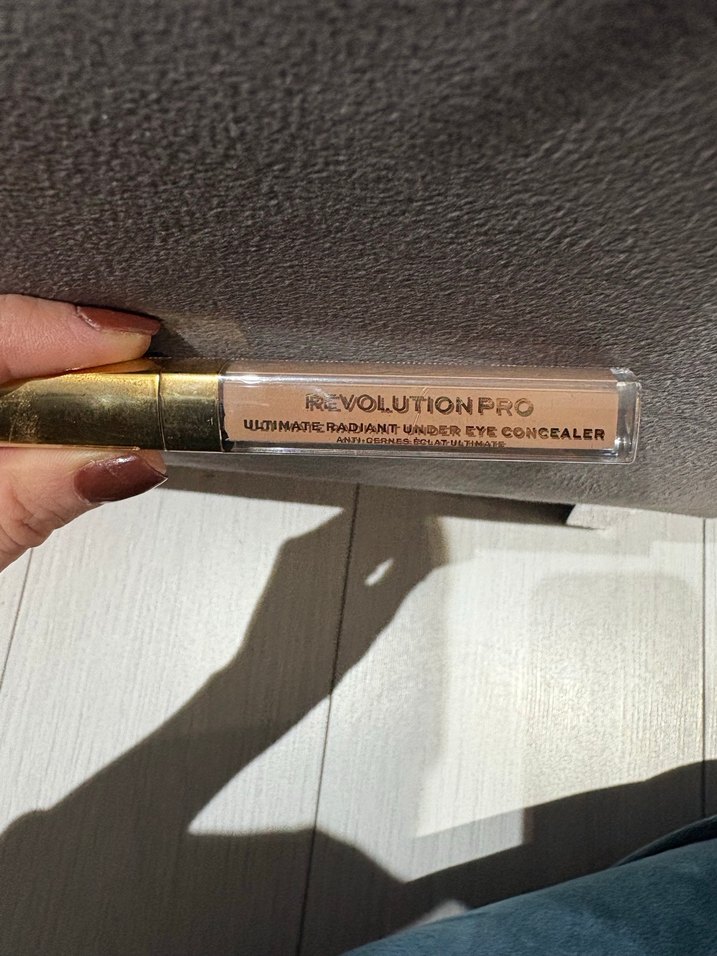 REVOLUTION PRO
ULTIMATE RADIANT UNDER EYE CONCEALER
ANTI-CERNES ÉCLAT ULTIMATE